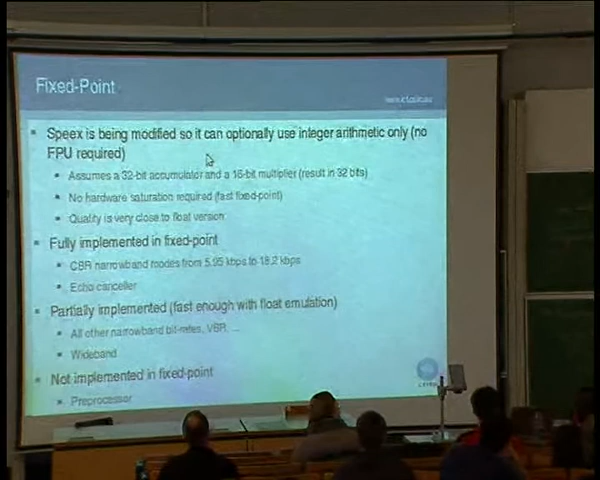 Fixed-Point
Speex is being modified so it can optionally use integer arithmetic only (no
FPU required)
Assumes a 32-bit accumulator and a 16-bit multiplier (result in 32 bits)
No hardware saturation required (fast fixed-point)
Quality is very close to float version
Fully implemented in fixed-point
CBR narrowband modes from 5.95 kbps to 18.2 kbps
Echo canceller
Partially implemented (fast enough with float emulation)
All other narrowband bit-rates, VBR, ...
Wideband
Not implemented in fixed-point
Preprocessor